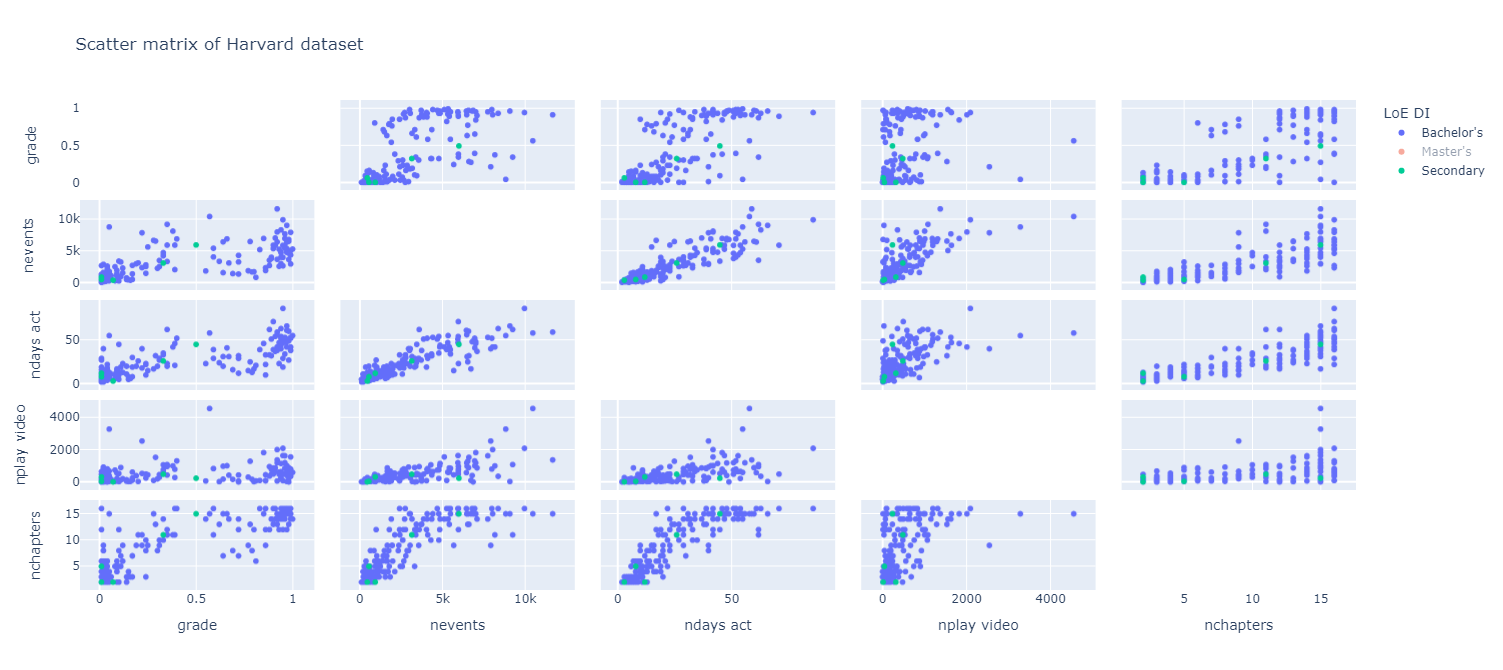 Scatter matrix of Harvard dataset
LoE DI
Bachelor's
Master's
Secondary
grade
1
0.5
0
nevents
10k
5k
0
ndays act
50
0
nplay video
4000
2000
0
nchapters
15
10
5
0 0.5 1 0 5k 10k 0 50 0 2000 4000 5 10 15
grade nevents ndays act nplay video nchapters